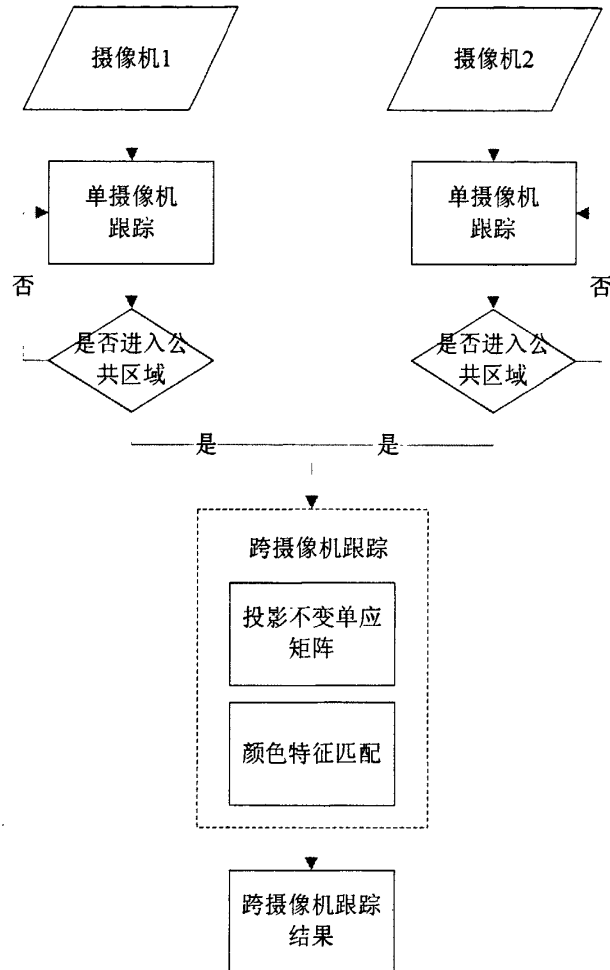 摄像机1
摄像机2
单摄像机
跟踪
单摄像机
跟踪
否
否
是否进入公
共区域
是否进入公
共区域
是
是
跨摄像机跟踪
投影不变单应
矩阵
颜色特征匹配
跨摄像机跟踪
结果